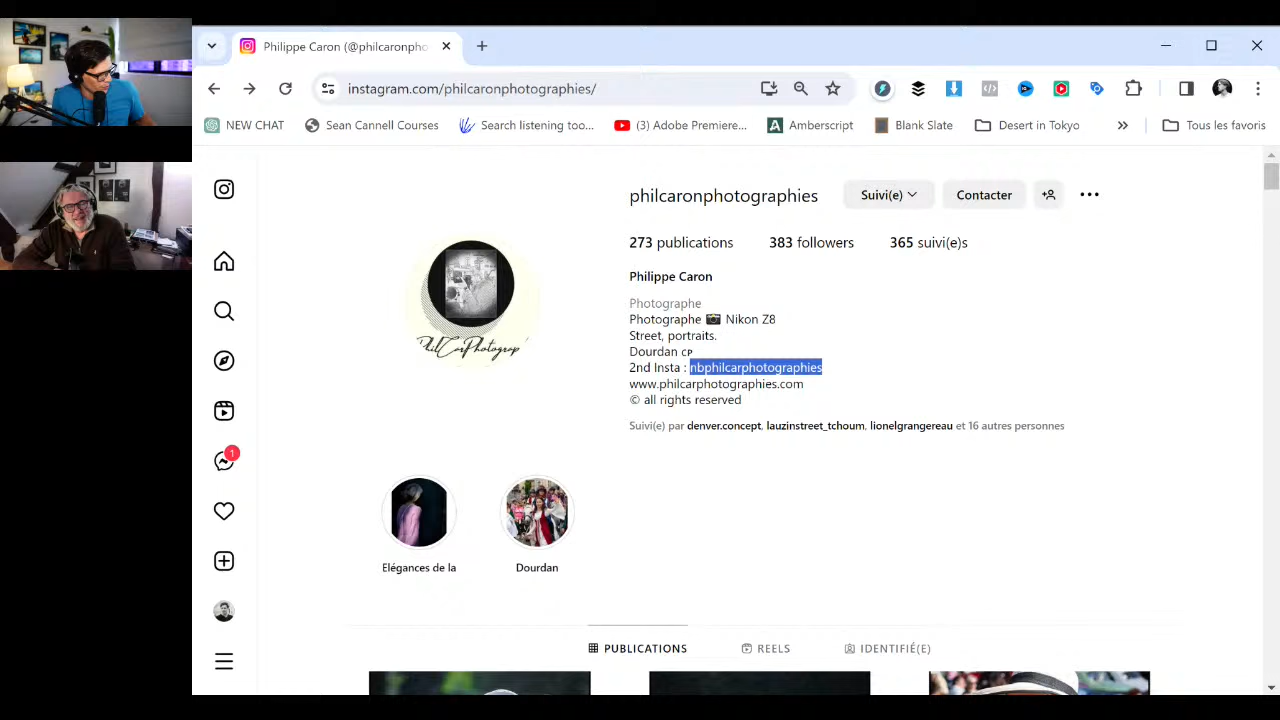 Philippe Caron (@philcaronpho
instagram.com/philcaronphotographies/
NEW CHAT
Sean Cannell Courses
Search listening too...
(3) Adobe Premiere...
Amberscript
Blank Slate
Desert in Tokyo
Tous les favoris
philcaronphotographies
Suivi(e)
Contacter
273 publications
383 followers
365 suivi(e)s
Philippe Caron
Photographe
Photographe 📷 Nikon Z8
Street, portraits.
Dourdan cᴘ
2nd Insta : nbphilcarphotographies
www.philcarphotographies.com
© all rights reserved
Suivi(e) par denver.concept, lauzinstreet_tchoum, lionelgrangereau et 16 autres personnes
PhilCarPhotograp
1
Elégances de la
Dourdan
PUBLICATIONS
REELS
IDENTIFIÉ(E)